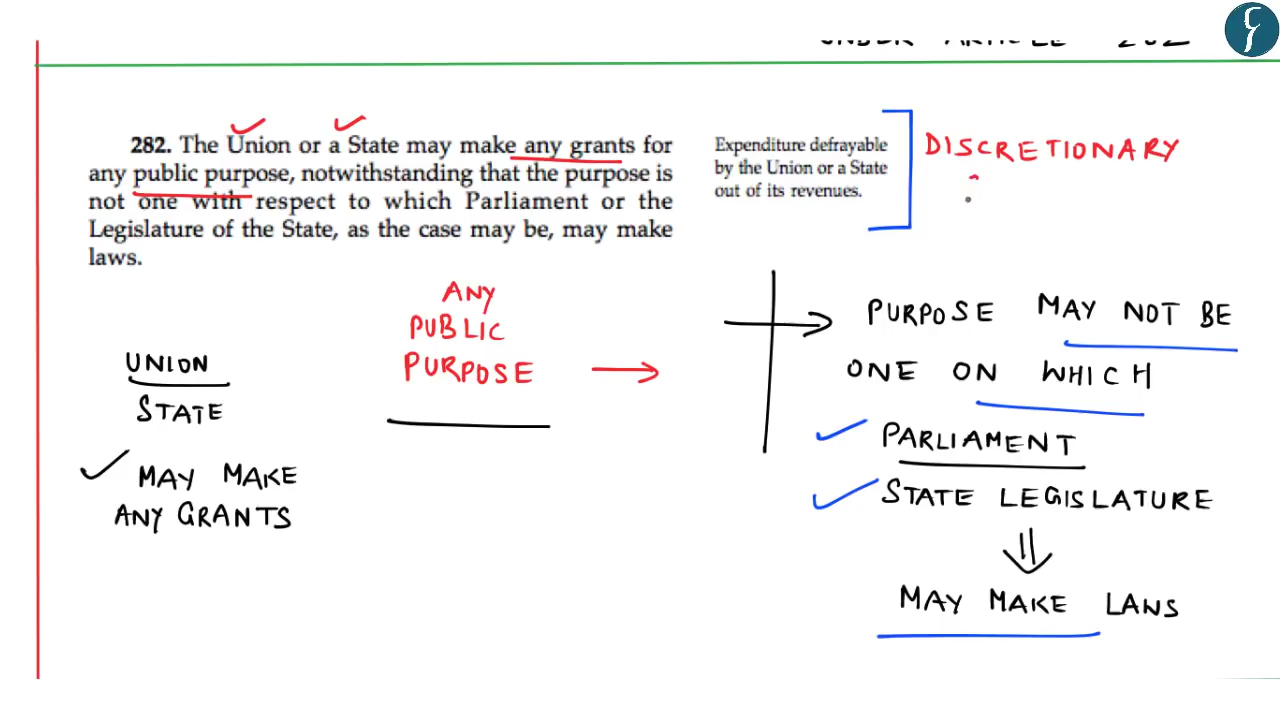 UNDER ARTICLE 282
282. The Union or a State may make any grants for
any public purpose, notwithstanding that the purpose is
not one with respect to which Parliament or the
Legislature of the State, as the case may be, may make
laws.
Expenditure defrayable
by the Union or a State
out of its revenues.
DISCRETIONARY
ANY
PUBLIC
PURPOSE
UNION
STATE
MAY MAKE
ANY GRANTS
PURPOSE MAY NOT BE
ONE ON WHICH
PARLIAMENT
STATE LEGISLATURE
MAY MAKE LAWS